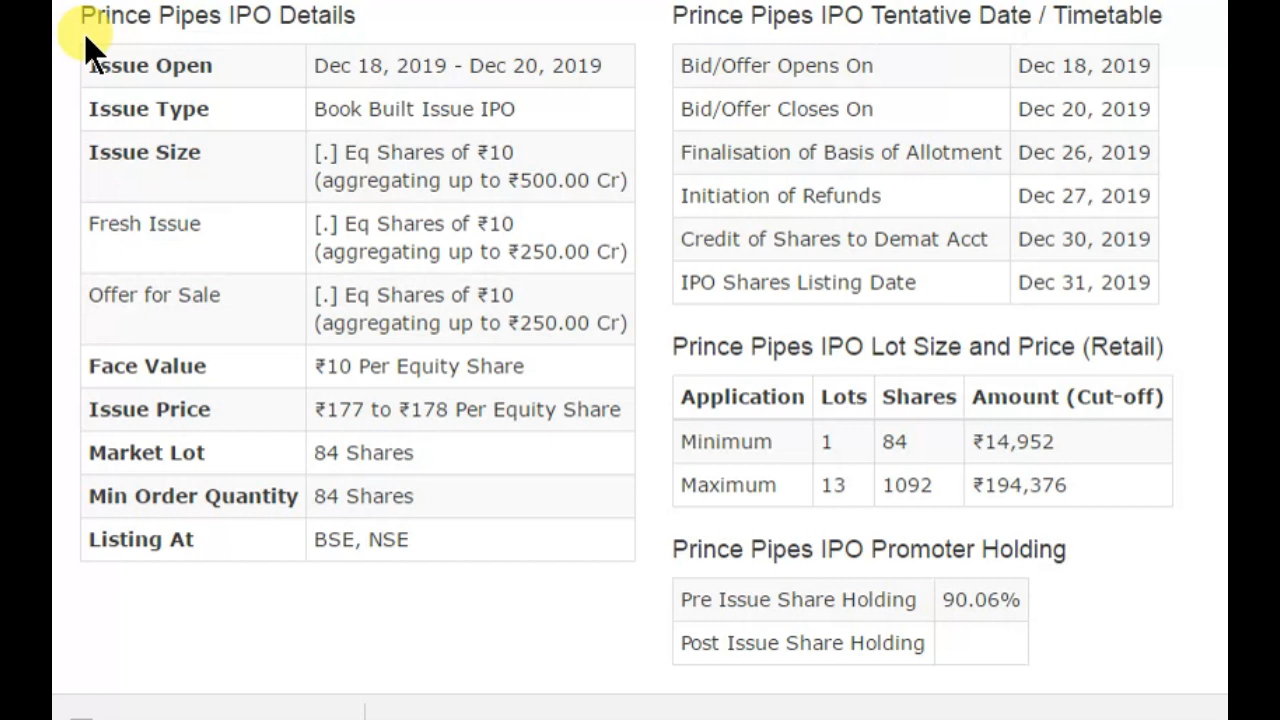 Prince Pipes IPO Details
Issue Open Dec 18, 2019 - Dec 20, 2019
Issue Type Book Built Issue IPO
Issue Size [.] Eq Shares of ₹10
(aggregating up to ₹500.00 Cr)
Fresh Issue [.] Eq Shares of ₹10
(aggregating up to ₹250.00 Cr)
Offer for Sale [.] Eq Shares of ₹10
(aggregating up to ₹250.00 Cr)
Face Value ₹10 Per Equity Share
Issue Price ₹177 to ₹178 Per Equity Share
Market Lot 84 Shares
Min Order Quantity 84 Shares
Listing At BSE, NSE
Prince Pipes IPO Tentative Date / Timetable
Bid/Offer Opens On Dec 18, 2019
Bid/Offer Closes On Dec 20, 2019
Finalisation of Basis of Allotment Dec 26, 2019
Initiation of Refunds Dec 27, 2019
Credit of Shares to Demat Acct Dec 30, 2019
IPO Shares Listing Date Dec 31, 2019
Prince Pipes IPO Lot Size and Price (Retail)
Application Lots Shares Amount (Cut-off)
Minimum 1 84 ₹14,952
Maximum 13 1092 ₹194,376
Prince Pipes IPO Promoter Holding
Pre Issue Share Holding 90.06%
Post Issue Share Holding